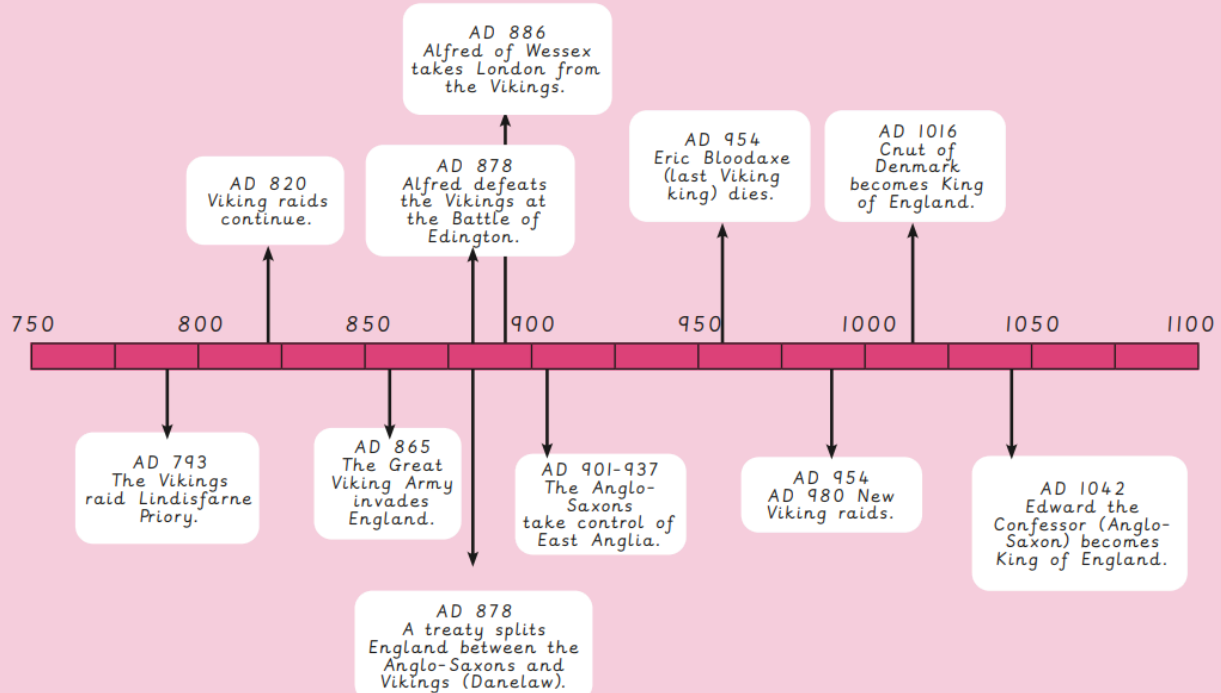 AD 886
Alfred of Wessex
takes London from
the Vikings.
AD 820
Viking raids
continue.
AD 878
Alfred defeats
the Vikings at
the Battle of
Edington.
AD 954
Eric Bloodaxe
(last Viking
king) dies.
AD 1016
Cnut of
Denmark
becomes King
of England.
750 800 850 900 950 1000 1050 1100
AD 793
The Vikings
raid Lindisfarne
Priory.
AD 865
The Great
Viking Army
invades
England.
AD 878
A treaty splits
England between the
Anglo-Saxons and
Vikings (Danelaw).
AD 901-937
The Anglo-
Saxons
take control of
East Anglia.
AD 954
AD 980 New
Viking raids.
AD 1042
Edward the
Confessor (Anglo-
Saxon) becomes
King of England.